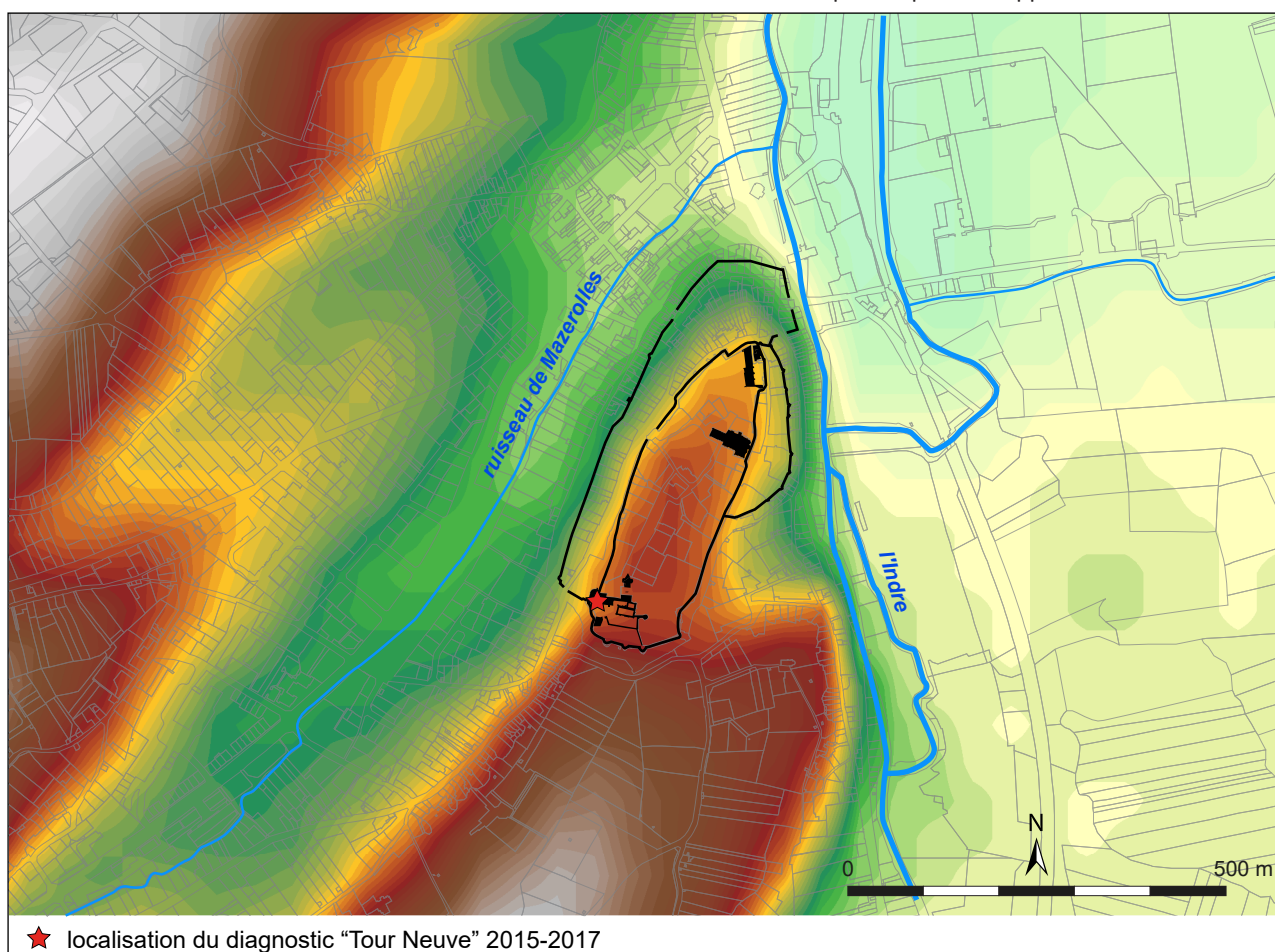 ruisseau de Mazerolles
l'Indre
N
0
500 m
localisation du diagnostic “Tour Neuve” 2015-2017